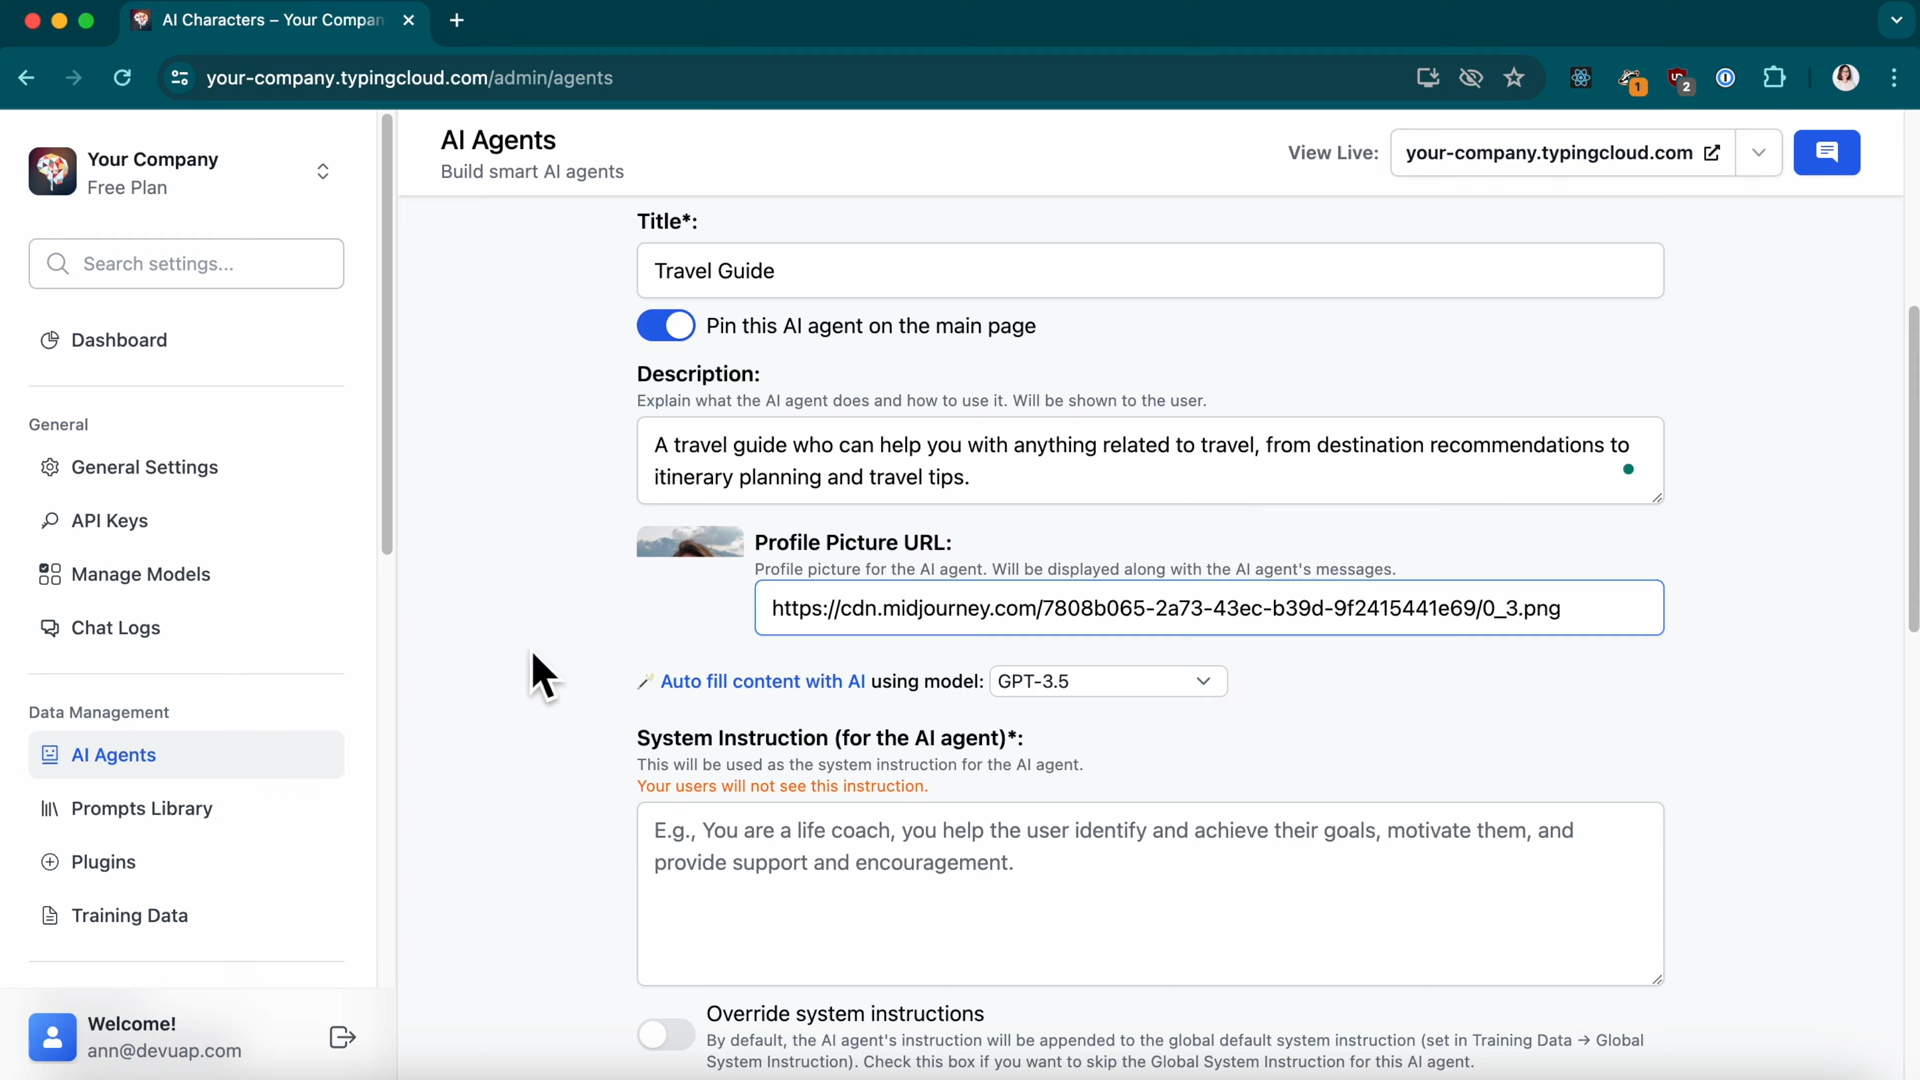 AI Characters – Your Compan
your-company.typingcloud.com/admin/agents
1
2
Your Company
Free Plan
Search settings...
Dashboard
General
General Settings
API Keys
Manage Models
Chat Logs
Data Management
AI Agents
Prompts Library
Plugins
Training Data
Welcome!
ann@devuap.com
AI Agents
Build smart AI agents
View Live:
your-company.typingcloud.com
Title*:
Travel Guide
Pin this AI agent on the main page
Description:
Explain what the AI agent does and how to use it. Will be shown to the user.
A travel guide who can help you with anything related to travel, from destination recommendations to
itinerary planning and travel tips.
Profile Picture URL:
Profile picture for the AI agent. Will be displayed along with the AI agent's messages.
https://cdn.midjourney.com/7808b065-2a73-43ec-b39d-9f2415441e69/0_3.png
Auto fill content with AI using model: GPT-3.5
System Instruction (for the AI agent)*:
This will be used as the system instruction for the AI agent.
Your users will not see this instruction.
E.g., You are a life coach, you help the user identify and achieve their goals, motivate them, and
provide support and encouragement.
Override system instructions
By default, the AI agent's instruction will be appended to the global default system instruction (set in Training Data → Global
System Instruction). Check this box if you want to skip the Global System Instruction for this AI agent.